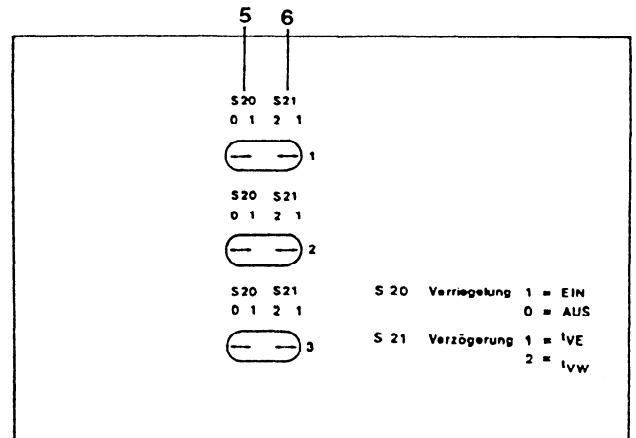 5 6
S20 S21
0 1 2 1
1
S20 S21
0 1 2 1
2
S20 S21
0 1 2 1
3
S 20 Verriegelung 1 = EIN
0 = AUS
S 21 Verzögerung 1 = tVE
2 = tVW